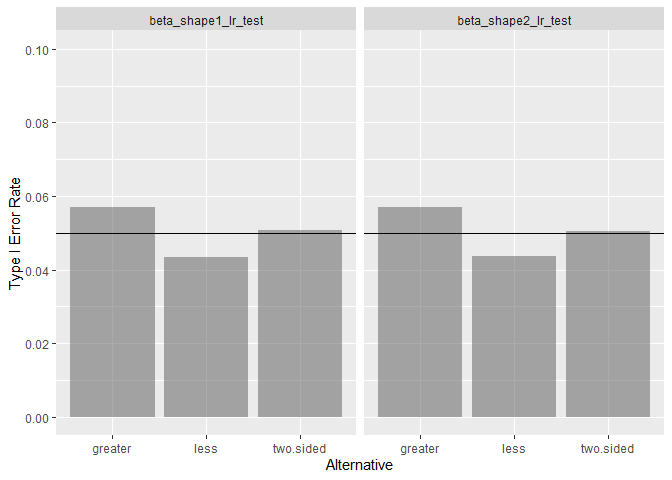 beta_shape1_lr_test
beta_shape2_lr_test
Type I Error Rate
0.10
0.08
0.06
0.04
0.02
0.00
greater less two.sided
greater less two.sided
Alternative